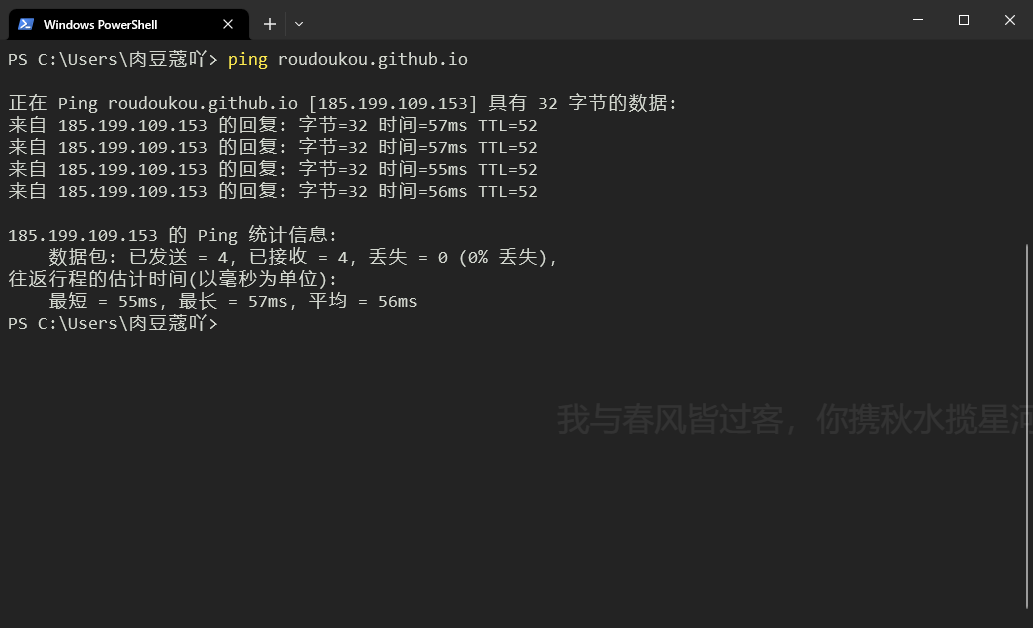 Windows PowerShell
PS C:\Users\肉豆蔻吖> ping roudoukou.github.io
正在 Ping roudoukou.github.io [185.199.109.153] 具有 32 字节的数据:
来自 185.199.109.153 的回复: 字节=32 时间=57ms TTL=52
来自 185.199.109.153 的回复: 字节=32 时间=57ms TTL=52
来自 185.199.109.153 的回复: 字节=32 时间=55ms TTL=52
来自 185.199.109.153 的回复: 字节=32 时间=56ms TTL=52
185.199.109.153 的 Ping 统计信息:
    数据包: 已发送 = 4, 已接收 = 4, 丢失 = 0 (0% 丢失),
往返行程的估计时间(以毫秒为单位):
    最短 = 55ms, 最长 = 57ms, 平均 = 56ms
PS C:\Users\肉豆蔻吖>
我与春风皆过客, 你携秋水揽星河